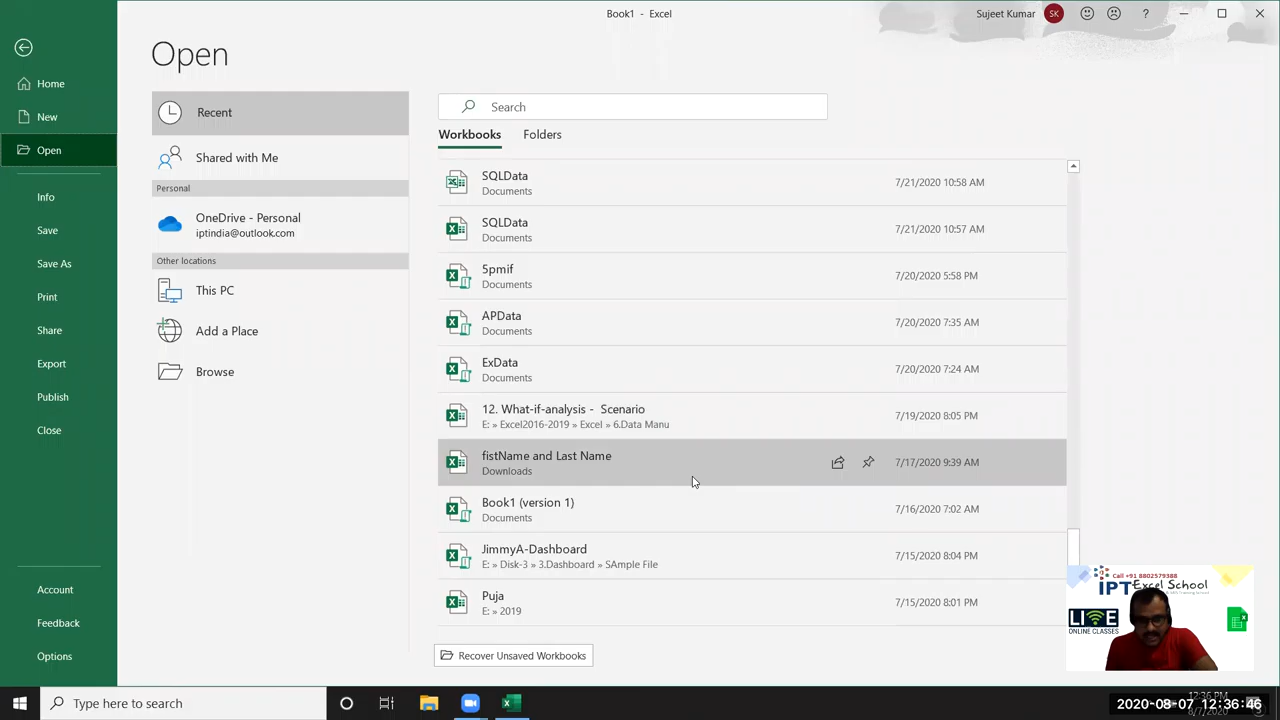 Book1 - Excel
Sujeet Kumar
SK
?
Home
New
Open
Info
Save
Save As
Print
Share
Export
Publish
Close
Account
Feedback
Options
Open
Recent
Shared with Me
Personal
OneDrive - Personal
iptindia@outlook.com
Other locations
This PC
Add a Place
Browse
Search
Workbooks Folders
SQLData 7/21/2020 10:58 AM
Documents
SQLData 7/21/2020 10:57 AM
Documents
5pmif 7/20/2020 5:58 PM
Documents
APData 7/20/2020 7:35 AM
Documents
ExData 7/20/2020 7:24 AM
Documents
12. What-if-analysis - Scenario 7/19/2020 8:05 PM
E: » Excel2016-2019 » Excel » 6.Data Manu
fistName and Last Name 7/17/2020 9:39 AM
Downloads
Book1 (version 1) 7/16/2020 7:02 AM
Documents
JimmyA-Dashboard 7/15/2020 8:04 PM
E: » Disk-3 » 3.Dashboard » SAmple File
Puja 7/15/2020 8:01 PM
E: » 2019
Recover Unsaved Workbooks
Call +91 8802579388
IPT Excel School
LIVE
ONLINE CLASSES
Type here to search
12:36 PM
2020-08-07 12:36:46